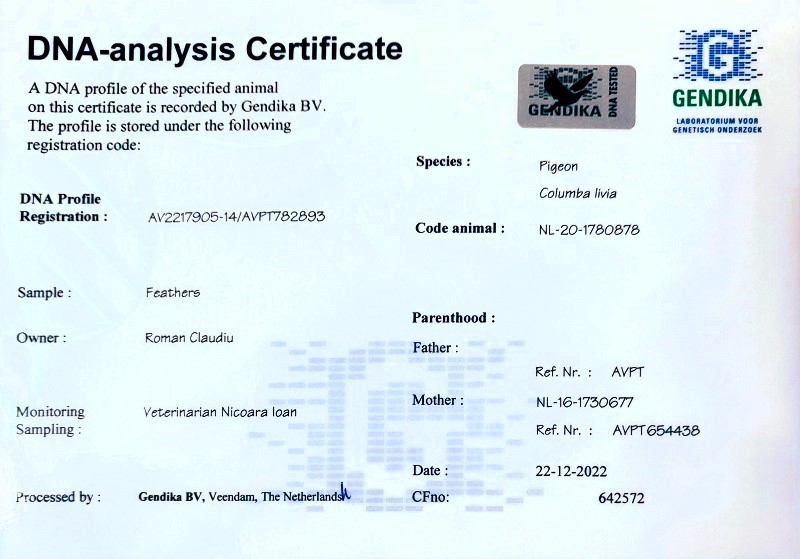 DNA-analysis Certificate
A DNA profile of the specified animal
on this certificate is recorded by Gendika BV.
The profile is stored under the following
registration code:
GENDIKA
DNA TESTED
GENDIKA
LABORATORIUM VOOR
GENETISCH ONDERZOEK
Species : Pigeon
Columba livia
DNA Profile
Registration : AV2217905-14/AVPT782893
Code animal : NL-20-1780878
Sample : Feathers
Owner : Roman Claudiu
Parenthood :
Father :
Ref. Nr. : AVPT
Mother : NL-16-1730677
Monitoring
Sampling : Veterinarian Nicoara Ioan
Ref. Nr. : AVPT654438
Date : 22-12-2022
Processed by : Gendika BV, Veendam, The Netherlands
CFno: 642572